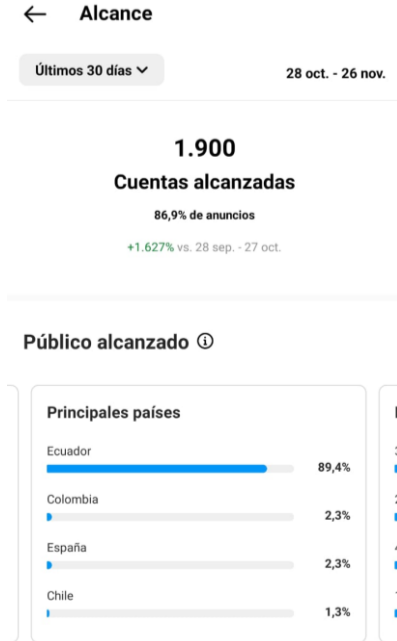 Alcance
Últimos 30 días
28 oct. - 26 nov.
1.900
Cuentas alcanzadas
86,9% de anuncios
+1.627% vs. 28 sep. - 27 oct.
Público alcanzado
Principales países
Ecuador
89,4%
Colombia
2,3%
España
2,3%
Chile
1,3%